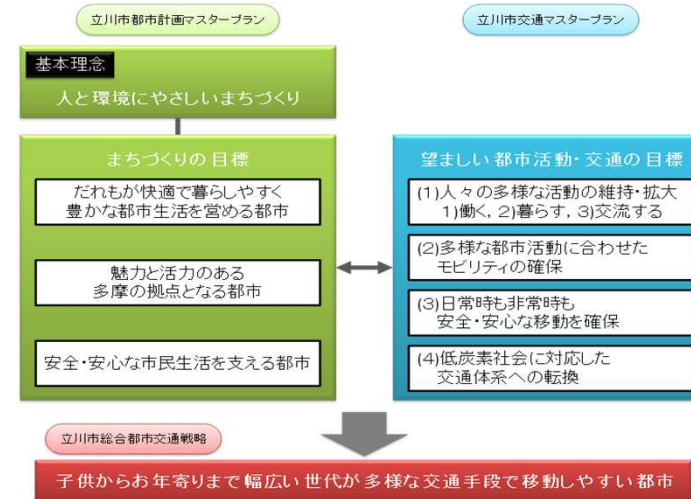 立川市都市計画マスタープラン
立川市交通マスタープラン
基本理念
人と環境にやさしいまちづくり
まちづくりの目標
だれもが快適で暮らしやすく
豊かな都市生活を営める都市
魅力と活力のある
多摩の拠点となる都市
安全・安心な市民生活を支える都市
望ましい都市活動・交通の目標
(1)人々の多様な活動の維持・拡大
1)働く, 2)暮らす, 3)交流する
(2)多様な都市活動に合わせた
モビリティの確保
(3)日常時も非常時も
安全・安心な移動を確保
(4)低炭素社会に対応した
交通体系への転換
立川市総合都市交通戦略
子供からお年寄りまで幅広い世代が多様な交通手段で移動しやすい都市